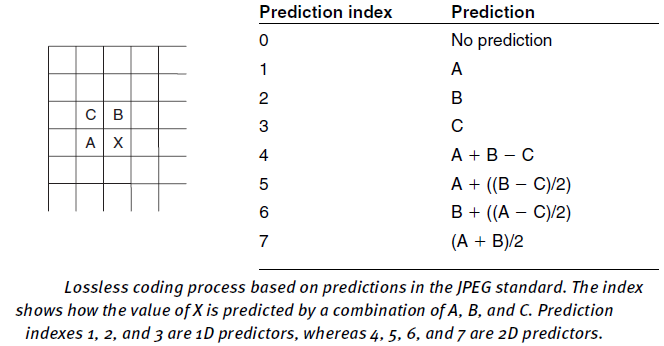 Prediction index Prediction
0 No prediction
1 A
2 B
3 C
4 A + B − C
5 A + ((B − C)/2)
6 B + ((A − C)/2)
7 (A + B)/2
C B
A X
Lossless coding process based on predictions in the JPEG standard. The index
shows how the value of X is predicted by a combination of A, B, and C. Prediction
indexes 1, 2, and 3 are 1D predictors, whereas 4, 5, 6, and 7 are 2D predictors.